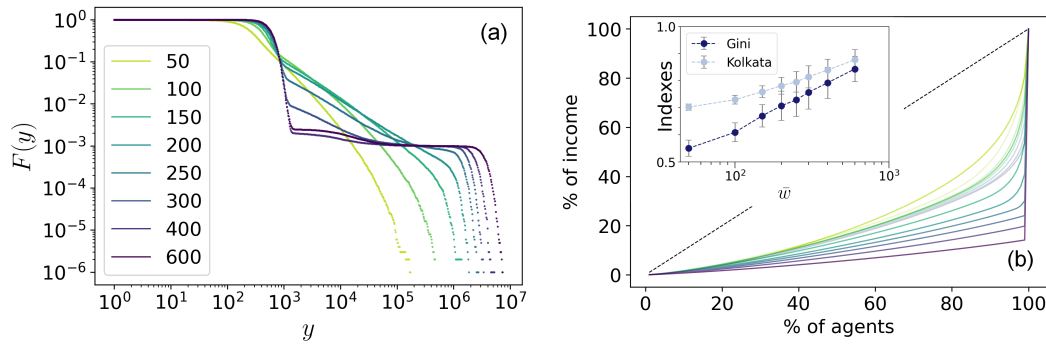 (a)
10^0
10^{-1}
10^{-2}
10^{-3}
10^{-4}
10^{-5}
10^{-6}
F(y)
50
100
150
200
250
300
400
600
10^0 10^1 10^2 10^3 10^4 10^5 10^6 10^7
y
100
80
60
40
20
0
% of income
1.0
0.5
Indexes
Gini
Kolkata
10^2 10^3
w̄
(b)
0 20 40 60 80 100
% of agents